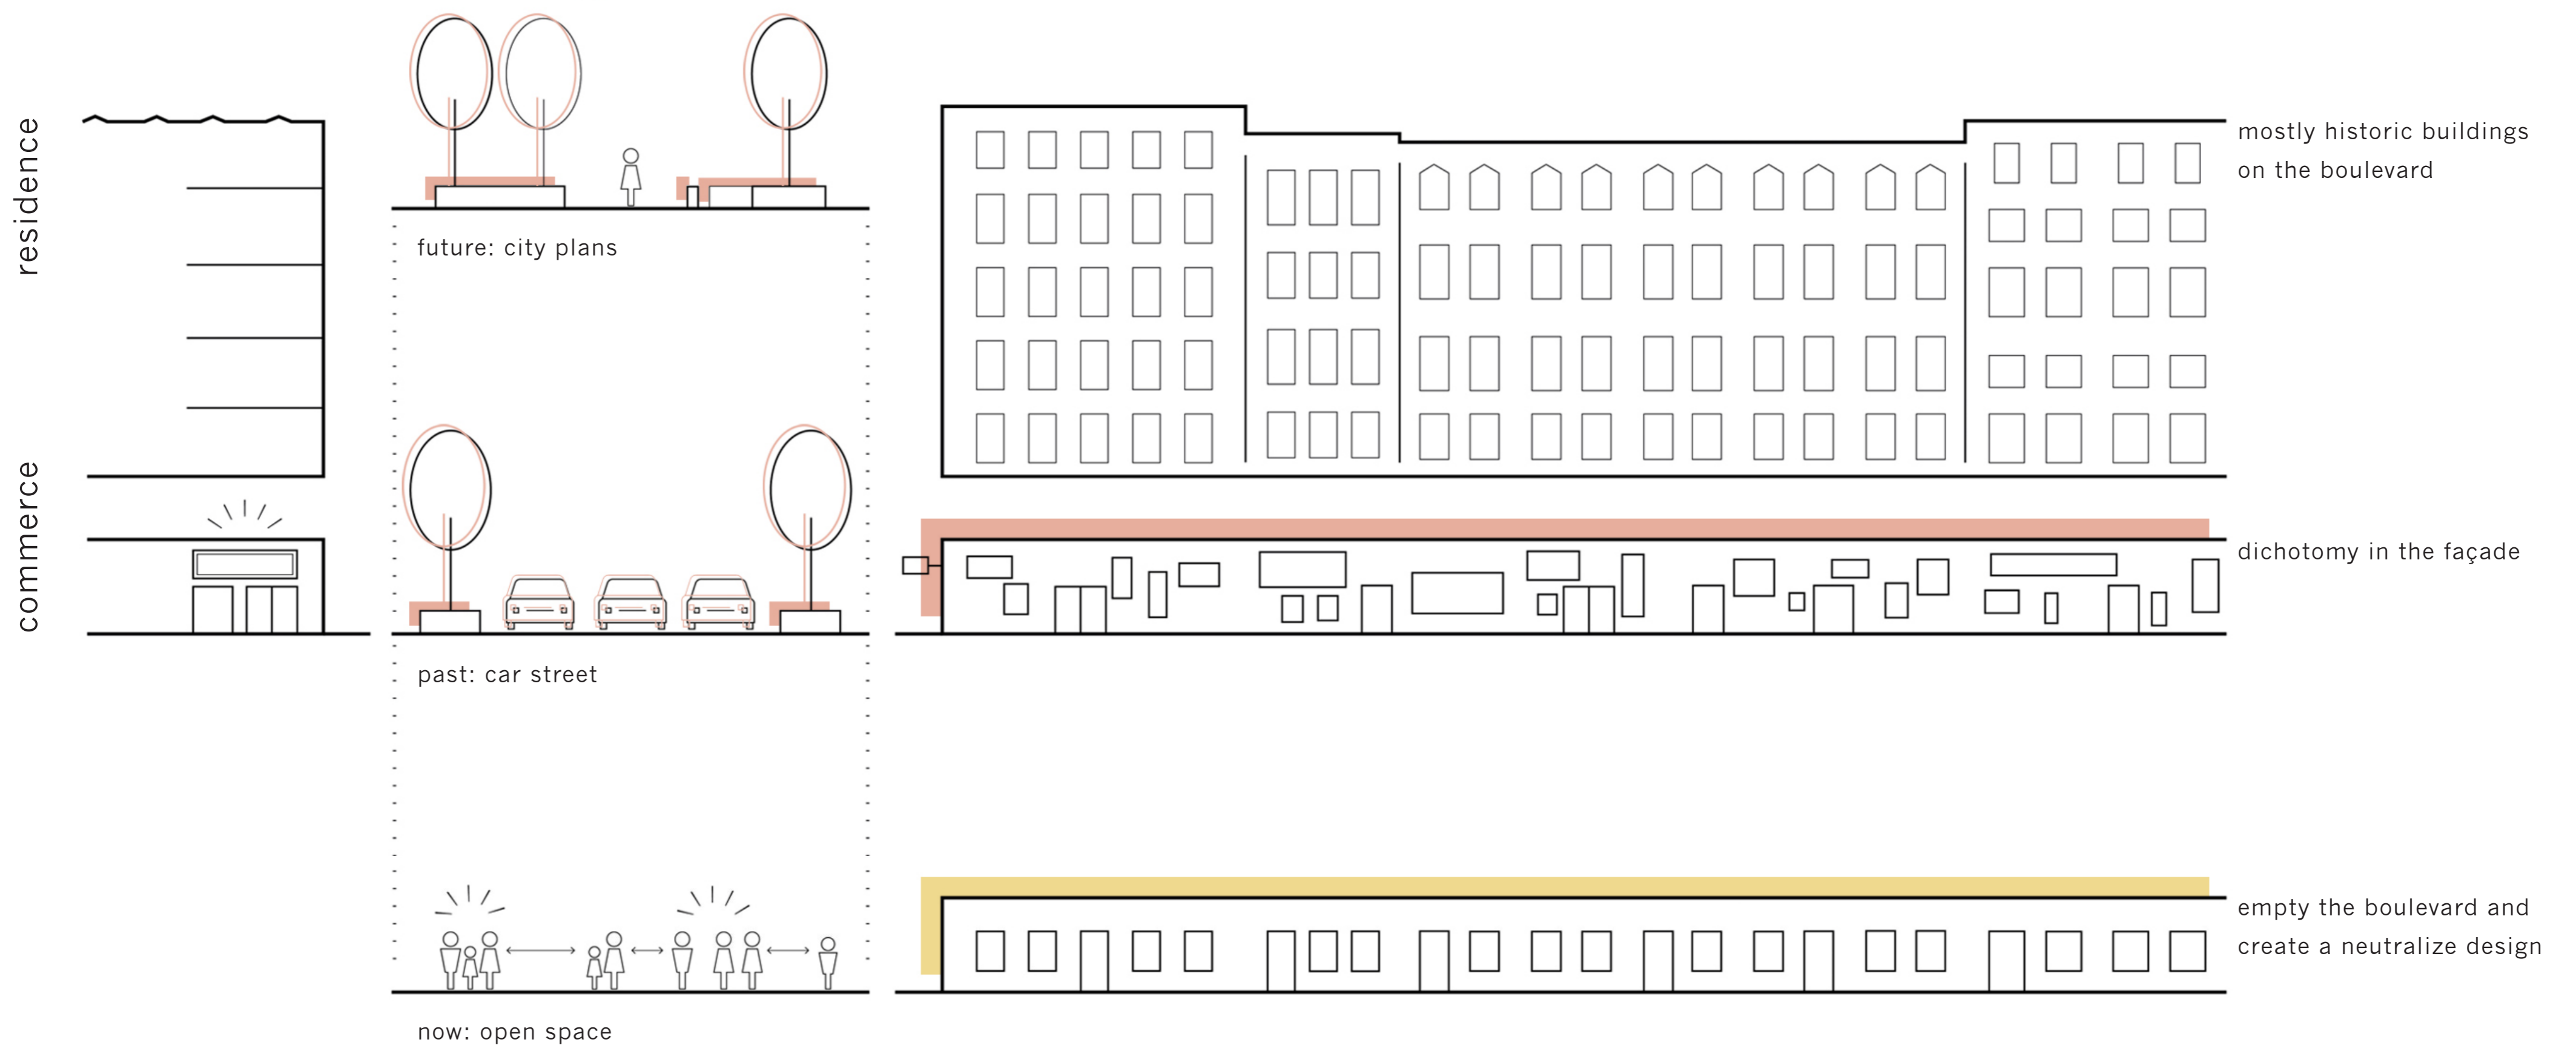 residence
commerce
future: city plans
past: car street
now: open space
mostly historic buildings
on the boulevard
dichotomy in the façade
empty the boulevard and
create a neutralize design